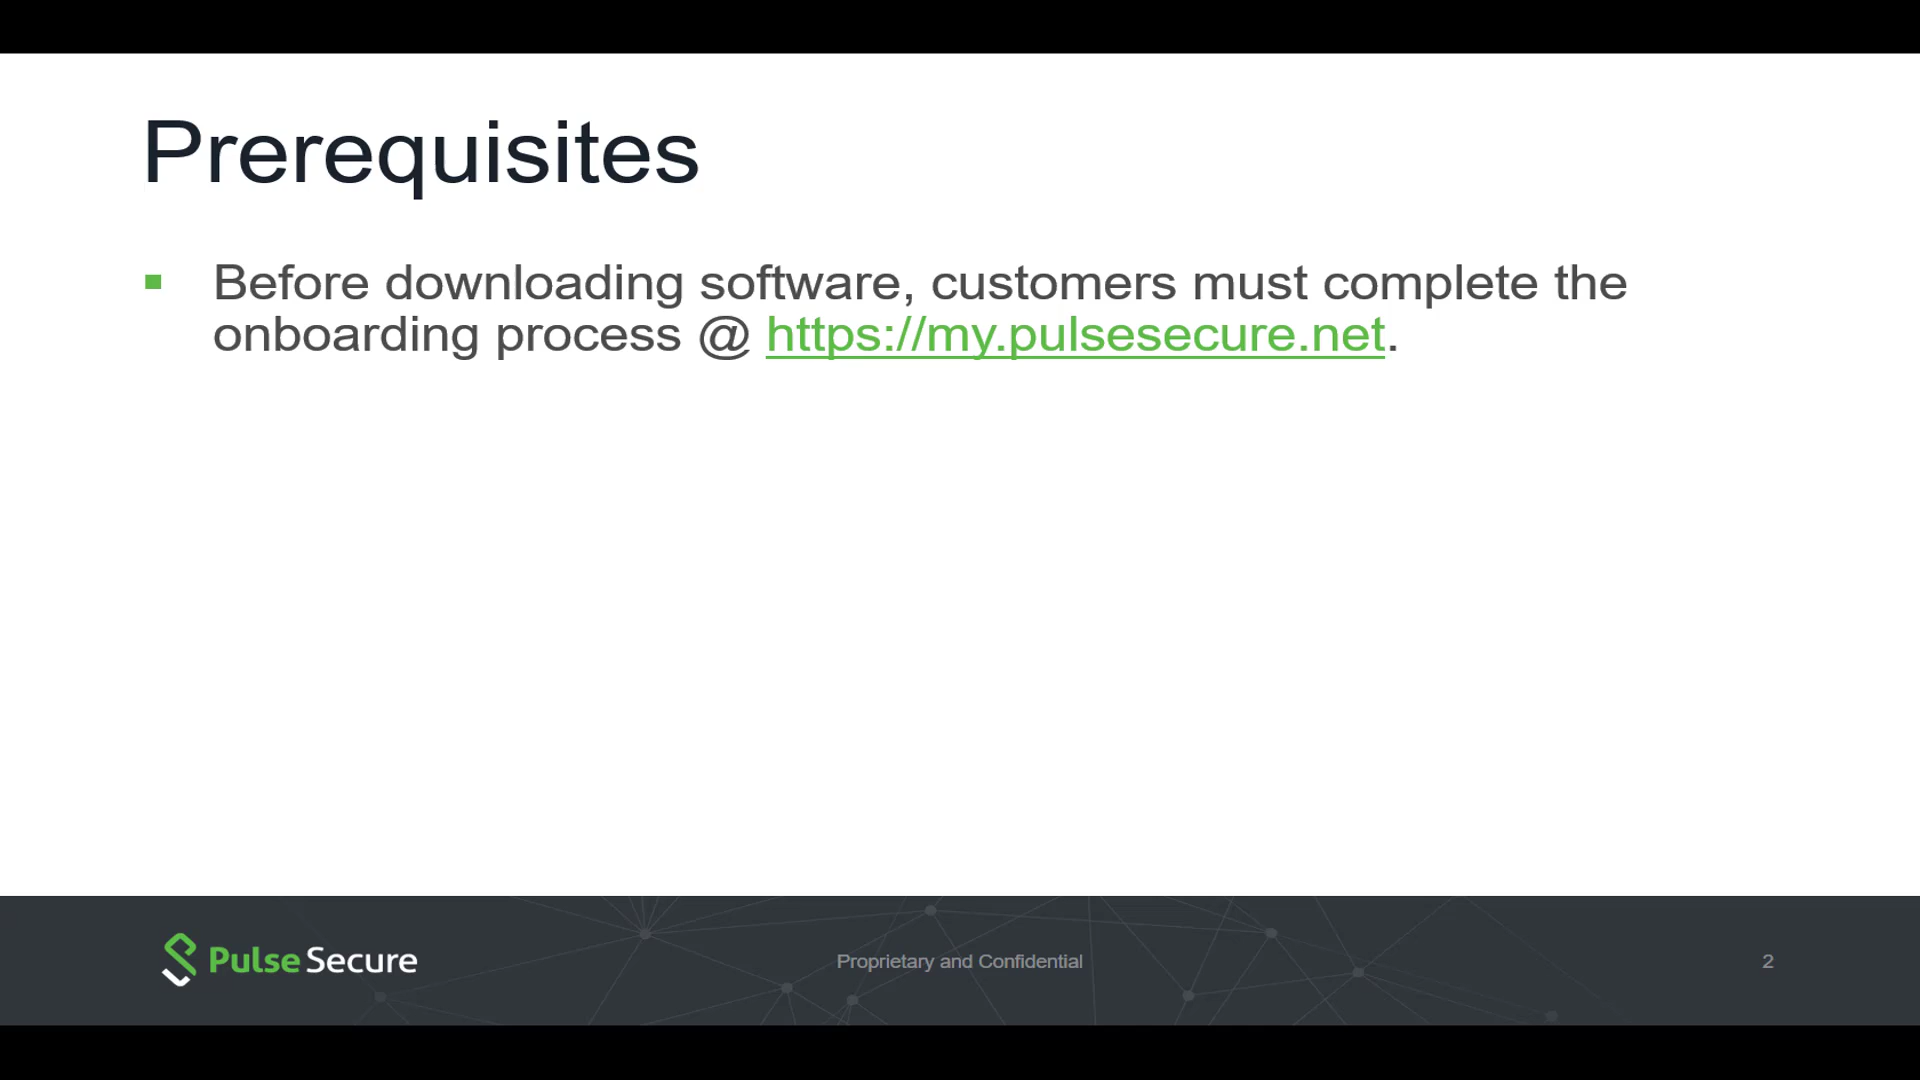 Prerequisites
Before downloading software, customers must complete the
onboarding process @ https://my.pulsesecure.net.
Pulse Secure
Proprietary and Confidential
2